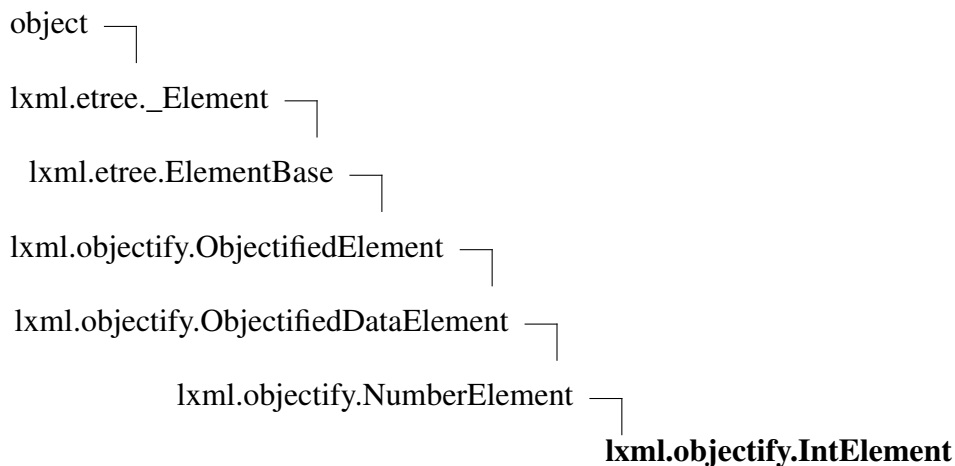 object
lxml.etree._Element
lxml.etree.ElementBase
lxml.objectify.ObjectifiedElement
lxml.objectify.ObjectifiedDataElement
lxml.objectify.NumberElement
lxml.objectify.IntElement